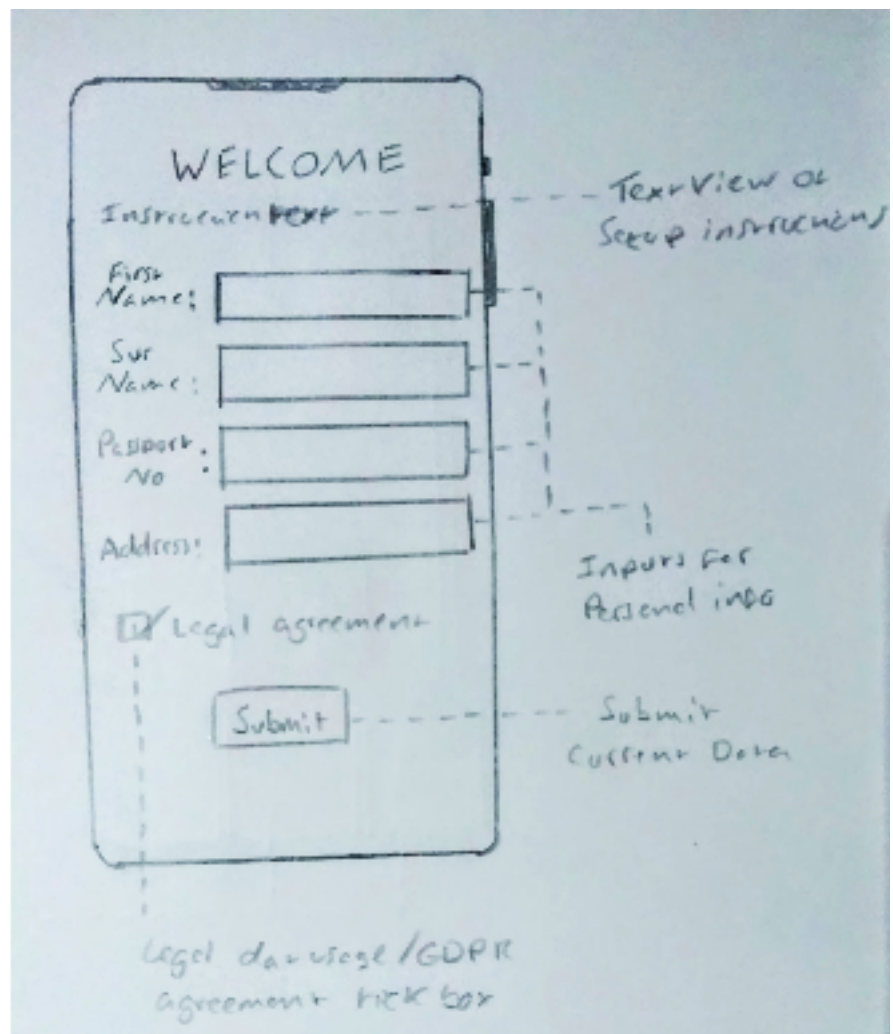 WELCOME
Instruction text
TextView of
Setup instructions
First
Name:
Sur
Name:
Passport
No :
Address:
Inputs for
Personal info
Legal agreement
Submit
Submit
Current Data
Legal dat usage/GDPR
agreement tick box